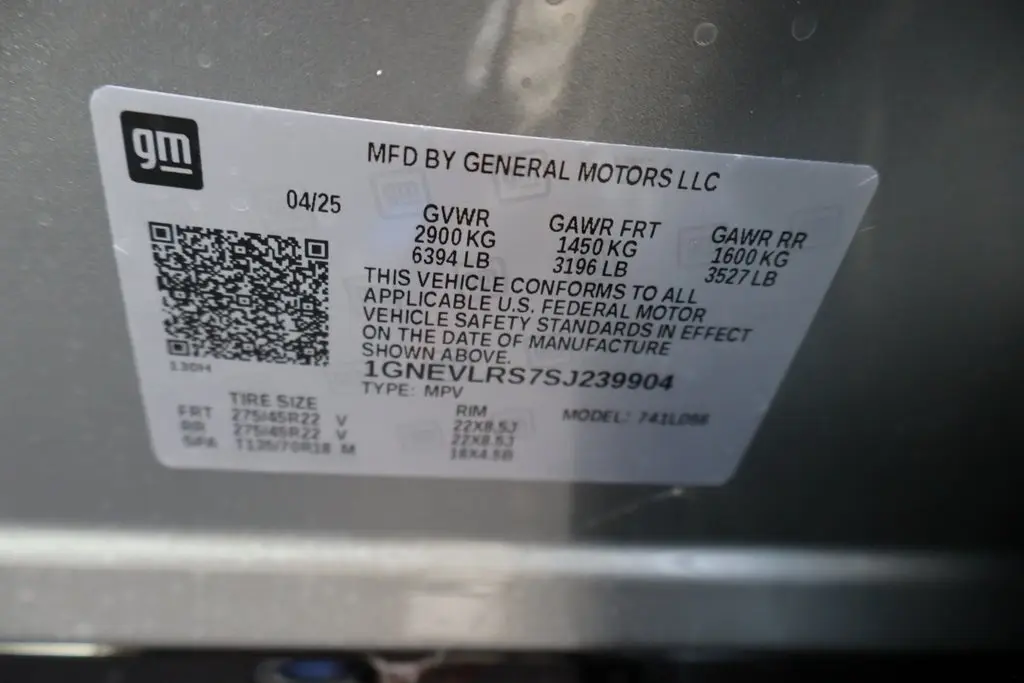 gm
MFD BY GENERAL MOTORS LLC
04/25
GVWR
2900 KG
6394 LB
GAWR FRT
1450 KG
3196 LB
GAWR RR
1600 KG
3527 LB
THIS VEHICLE CONFORMS TO ALL
APPLICABLE U.S. FEDERAL MOTOR
VEHICLE SAFETY STANDARDS IN EFFECT
ON THE DATE OF MANUFACTURE
SHOWN ABOVE.
1GNEVLRS7SJ239904
TYPE: MPV
TIRE SIZE
FRT 275/45R22 V
RR 275/45R22 V
SPA T135/70R18 M
RIM
22X8.5J
22X8.5J
18X4.5B
MODEL: